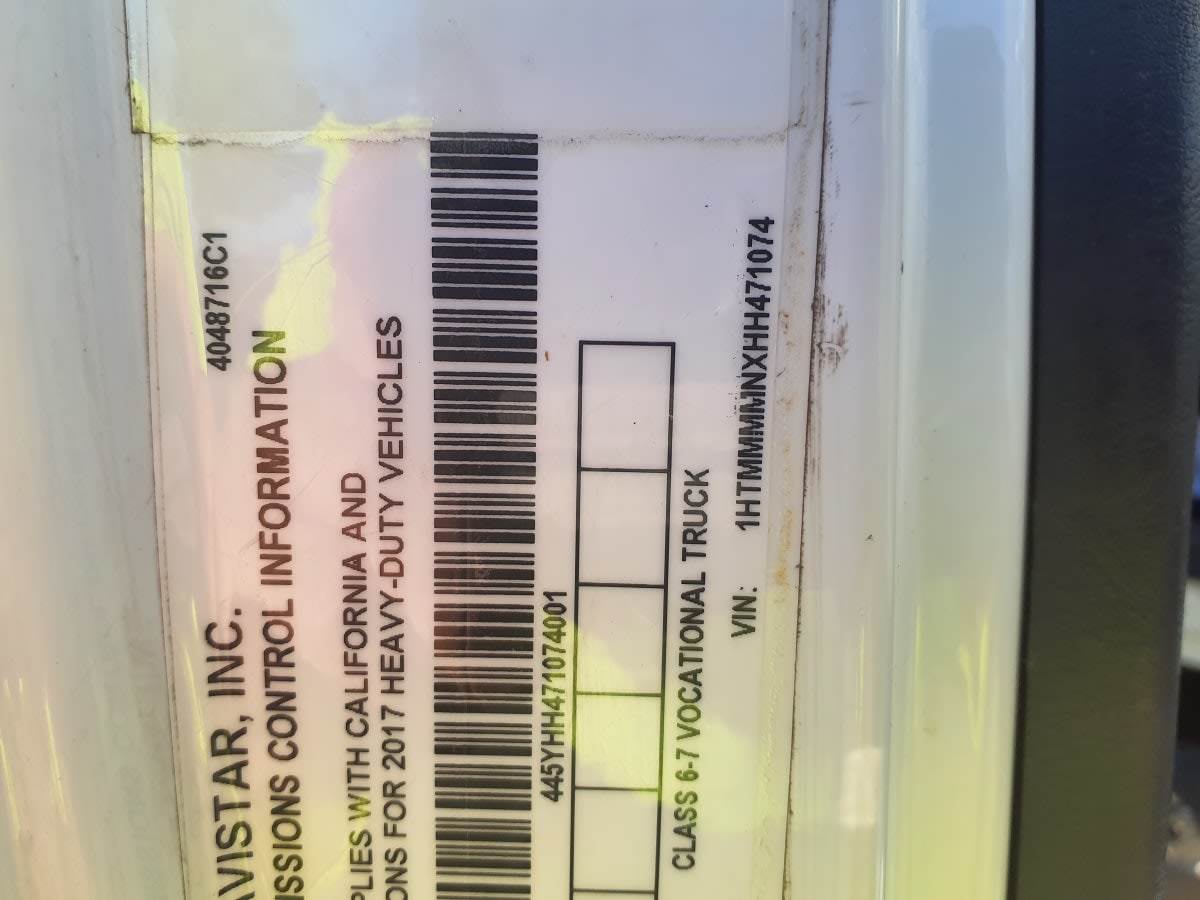 AVISTAR, INC. 4048716C1
ISSIONS CONTROL INFORMATION
PLIES WITH CALIFORNIA AND
ONS FOR 2017 HEAVY-DUTY VEHICLES
445YHH471074001
CLASS 6-7 VOCATIONAL TRUCK
VIN: 1HTMMMMNXHH471074